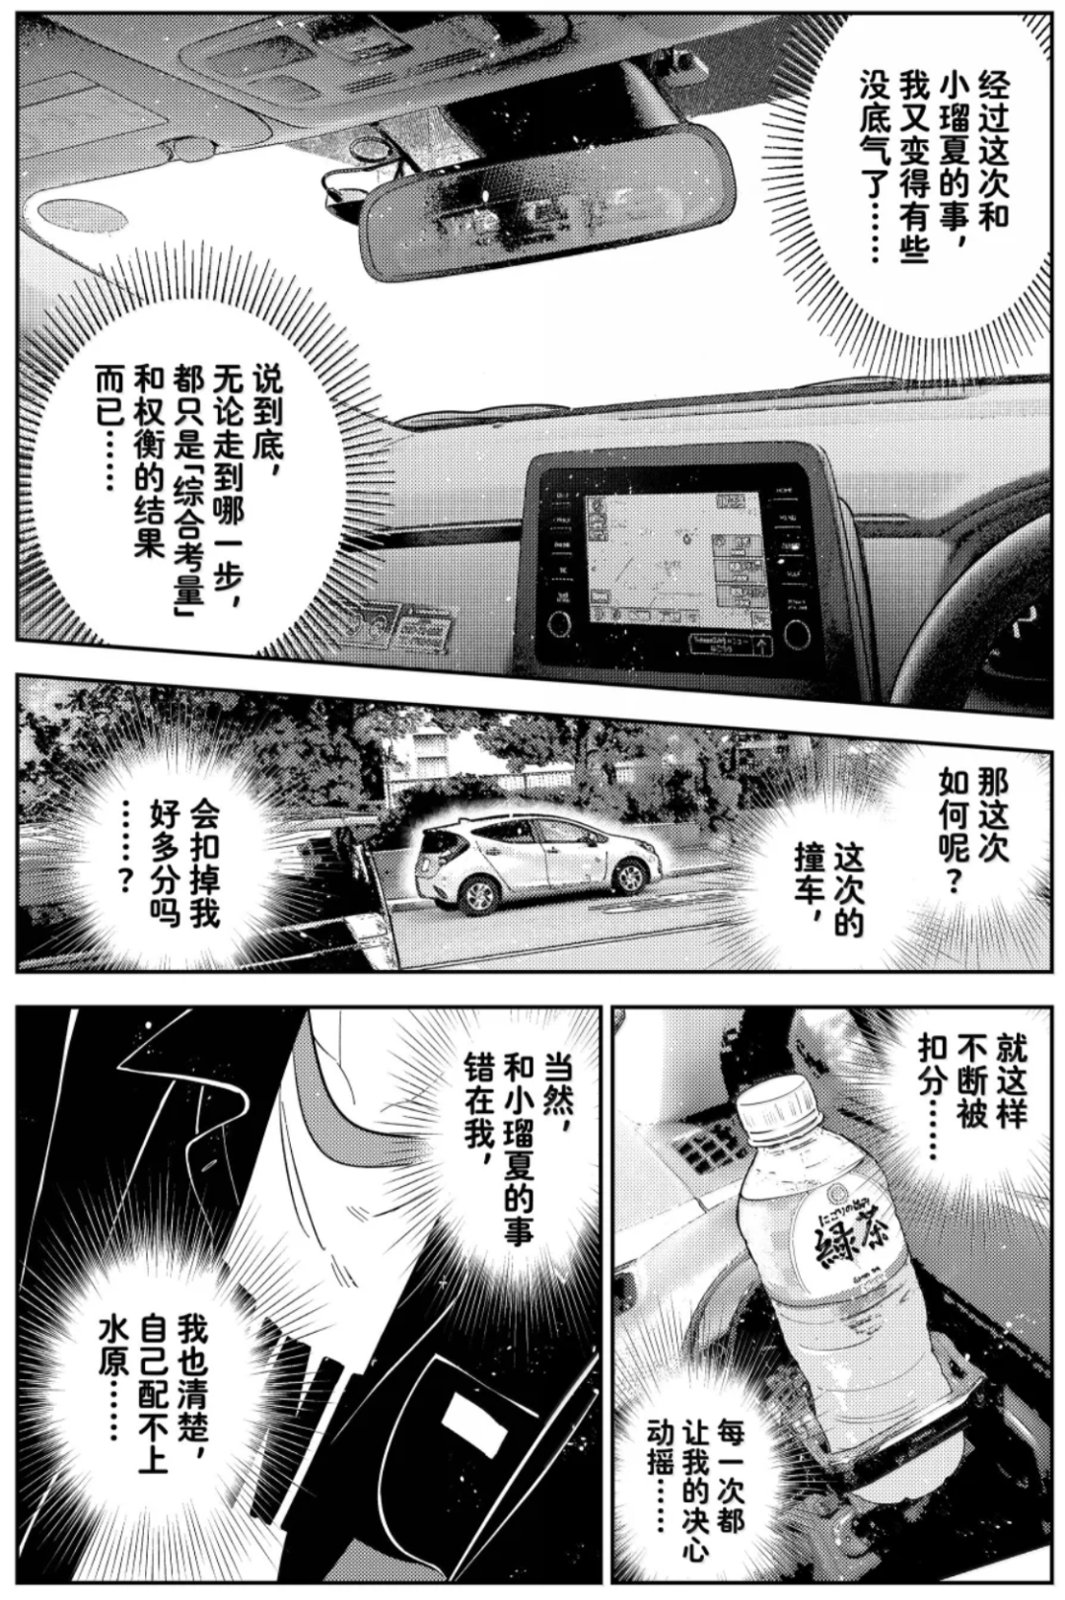 经过这次和
小瑠夏的事，
我又变得有些
没底气了……
说到底，
无论走到哪一步，
都只是「综合考量」
和权衡的结果
而已……
那这次
如何呢？
这次的
撞车，
会扣掉我
好多分吗
……？
就这样
不断被
扣分……
にごりの
緑茶
每一次都
让我的决心
动摇……
当然，
和小瑠夏的事
错在我，
我也清楚，
自己配不上
水原……